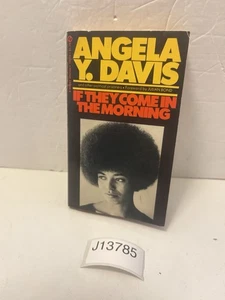 ANGELA
Y. DAVIS
IF THEY COME IN
THE MORNING
J13785